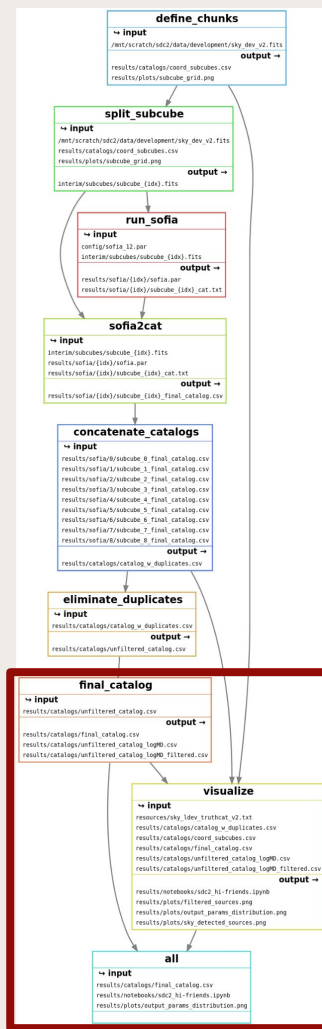 define_chunks
↪ input
/mnt/scratch/sdc2/data/development/sky_dev_v2.fits
output →
results/catalogs/coord_subcubes.csv
results/plots/subcube_grid.png
split_subcube
↪ input
/mnt/scratch/sdc2/data/development/sky_dev_v2.fits
results/catalogs/coord_subcubes.csv
results/plots/subcube_grid.png
output →
interim/subcubes/subcube_{idx}.fits
run_sofia
↪ input
config/sofia_12.par
interim/subcubes/subcube_{idx}.fits
output →
results/sofia/{idx}/sofia.par
results/sofia/{idx}/subcube_{idx}_cat.txt
sofia2cat
↪ input
interim/subcubes/subcube_{idx}.fits
results/sofia/{idx}/sofia.par
results/sofia/{idx}/subcube_{idx}_cat.txt
output →
results/sofia/{idx}/subcube_{idx}_final_catalog.csv
concatenate_catalogs
↪ input
results/sofia/0/subcube_0_final_catalog.csv
results/sofia/1/subcube_1_final_catalog.csv
results/sofia/2/subcube_2_final_catalog.csv
results/sofia/3/subcube_3_final_catalog.csv
results/sofia/4/subcube_4_final_catalog.csv
results/sofia/5/subcube_5_final_catalog.csv
results/sofia/6/subcube_6_final_catalog.csv
results/sofia/7/subcube_7_final_catalog.csv
results/sofia/8/subcube_8_final_catalog.csv
output →
results/catalogs/catalog_w_duplicates.csv
eliminate_duplicates
↪ input
results/catalogs/catalog_w_duplicates.csv
output →
results/catalogs/unfiltered_catalog.csv
final_catalog
↪ input
results/catalogs/unfiltered_catalog.csv
output →
results/catalogs/final_catalog.csv
results/catalogs/unfiltered_catalog_logMD.csv
results/catalogs/unfiltered_catalog_logMD_filtered.csv
visualize
↪ input
resources/sky_ldev_truthcat_v2.txt
results/catalogs/catalog_w_duplicates.csv
results/catalogs/coord_subcubes.csv
results/catalogs/final_catalog.csv
results/catalogs/unfiltered_catalog_logMD.csv
results/catalogs/unfiltered_catalog_logMD_filtered.csv
output →
results/notebooks/sdc2_hi-friends.ipynb
results/plots/filtered_sources.png
results/plots/output_params_distribution.png
results/plots/sky_detected_sources.png
all
↪ input
results/catalogs/final_catalog.csv
results/notebooks/sdc2_hi-friends.ipynb
results/plots/output_params_distribution.png